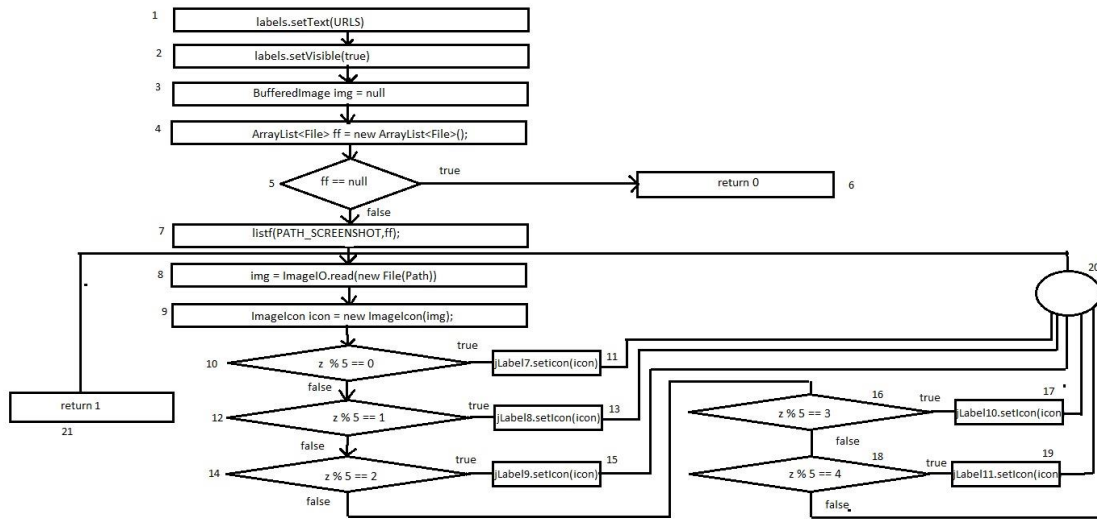 1 labels.setText(URLS)
2 labels.setVisible(true)
3 BufferedImage img = null
4 ArrayList<File> ff = new ArrayList<File>();
5 ff == null
true
return 0 6
false
7 listf(PATH_SCREENSHOT,ff);
8 img = ImageIO.read(new File(Path))
20
9 ImageIcon icon = new ImageIcon(img);
10 z % 5 == 0
true
jLabel7.seticon(icon) 11
false
return 1
21
12 z % 5 == 1
true
jLabel8.setIcon(icon) 13
false
14 z % 5 == 2
true
jLabel9.setIcon(icon) 15
false
z % 5 == 3 16
true
jLabel10.setIcon(icon 17
false
z % 5 == 4 18
true
jLabel11.setIcon(icon 19
false